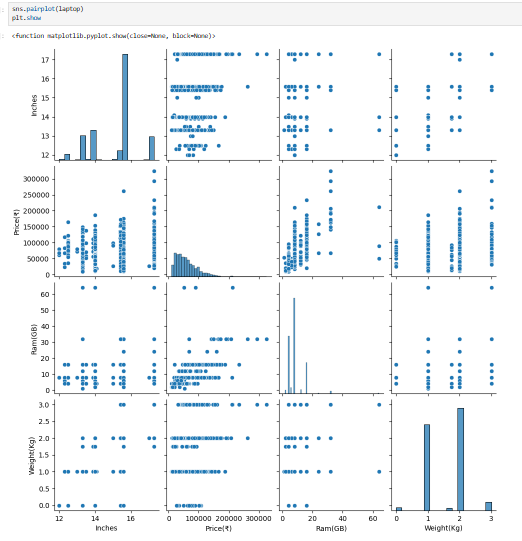 sns.pairplot(laptop)
plt.show
<function matplotlib.pyplot.show(close=None, block=None)>
Inches
17
16
15
14
13
12
Price(₹)
300000
250000
200000
150000
100000
50000
0
Ram(GB)
60
50
40
30
20
10
0
Weight(Kg)
3.0
2.5
2.0
1.5
1.0
0.5
0.0
12 14 16
0 100000 200000 300000
0 20 40 60
0 1 2 3
Inches
Price(₹)
Ram(GB)
Weight(Kg)